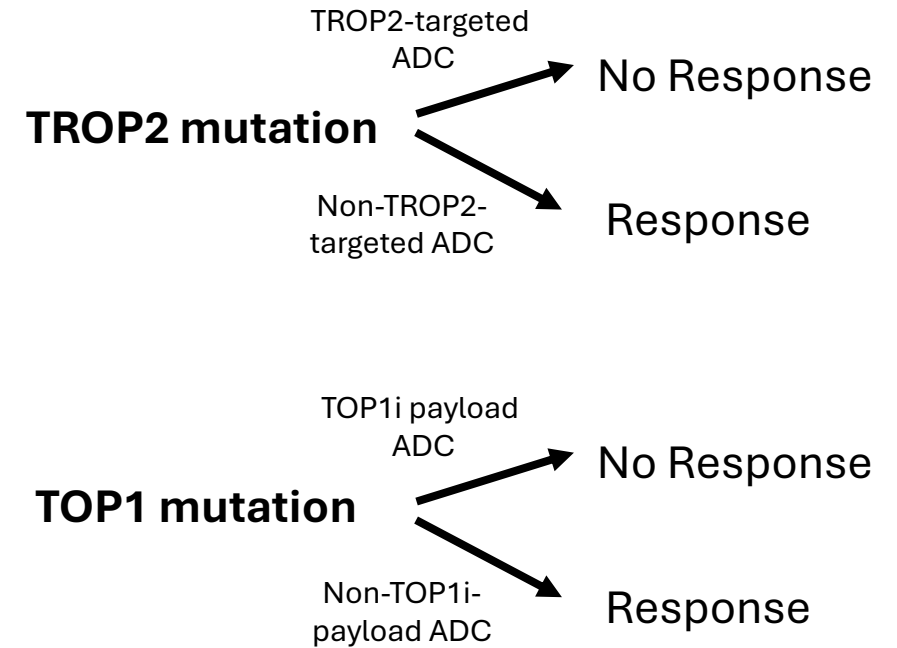 TROP2-targeted
ADC
No Response
TROP2 mutation
Non-TROP2-
targeted ADC
Response
TOP1i payload
ADC
No Response
TOP1 mutation
Non-TOP1i-
payload ADC
Response